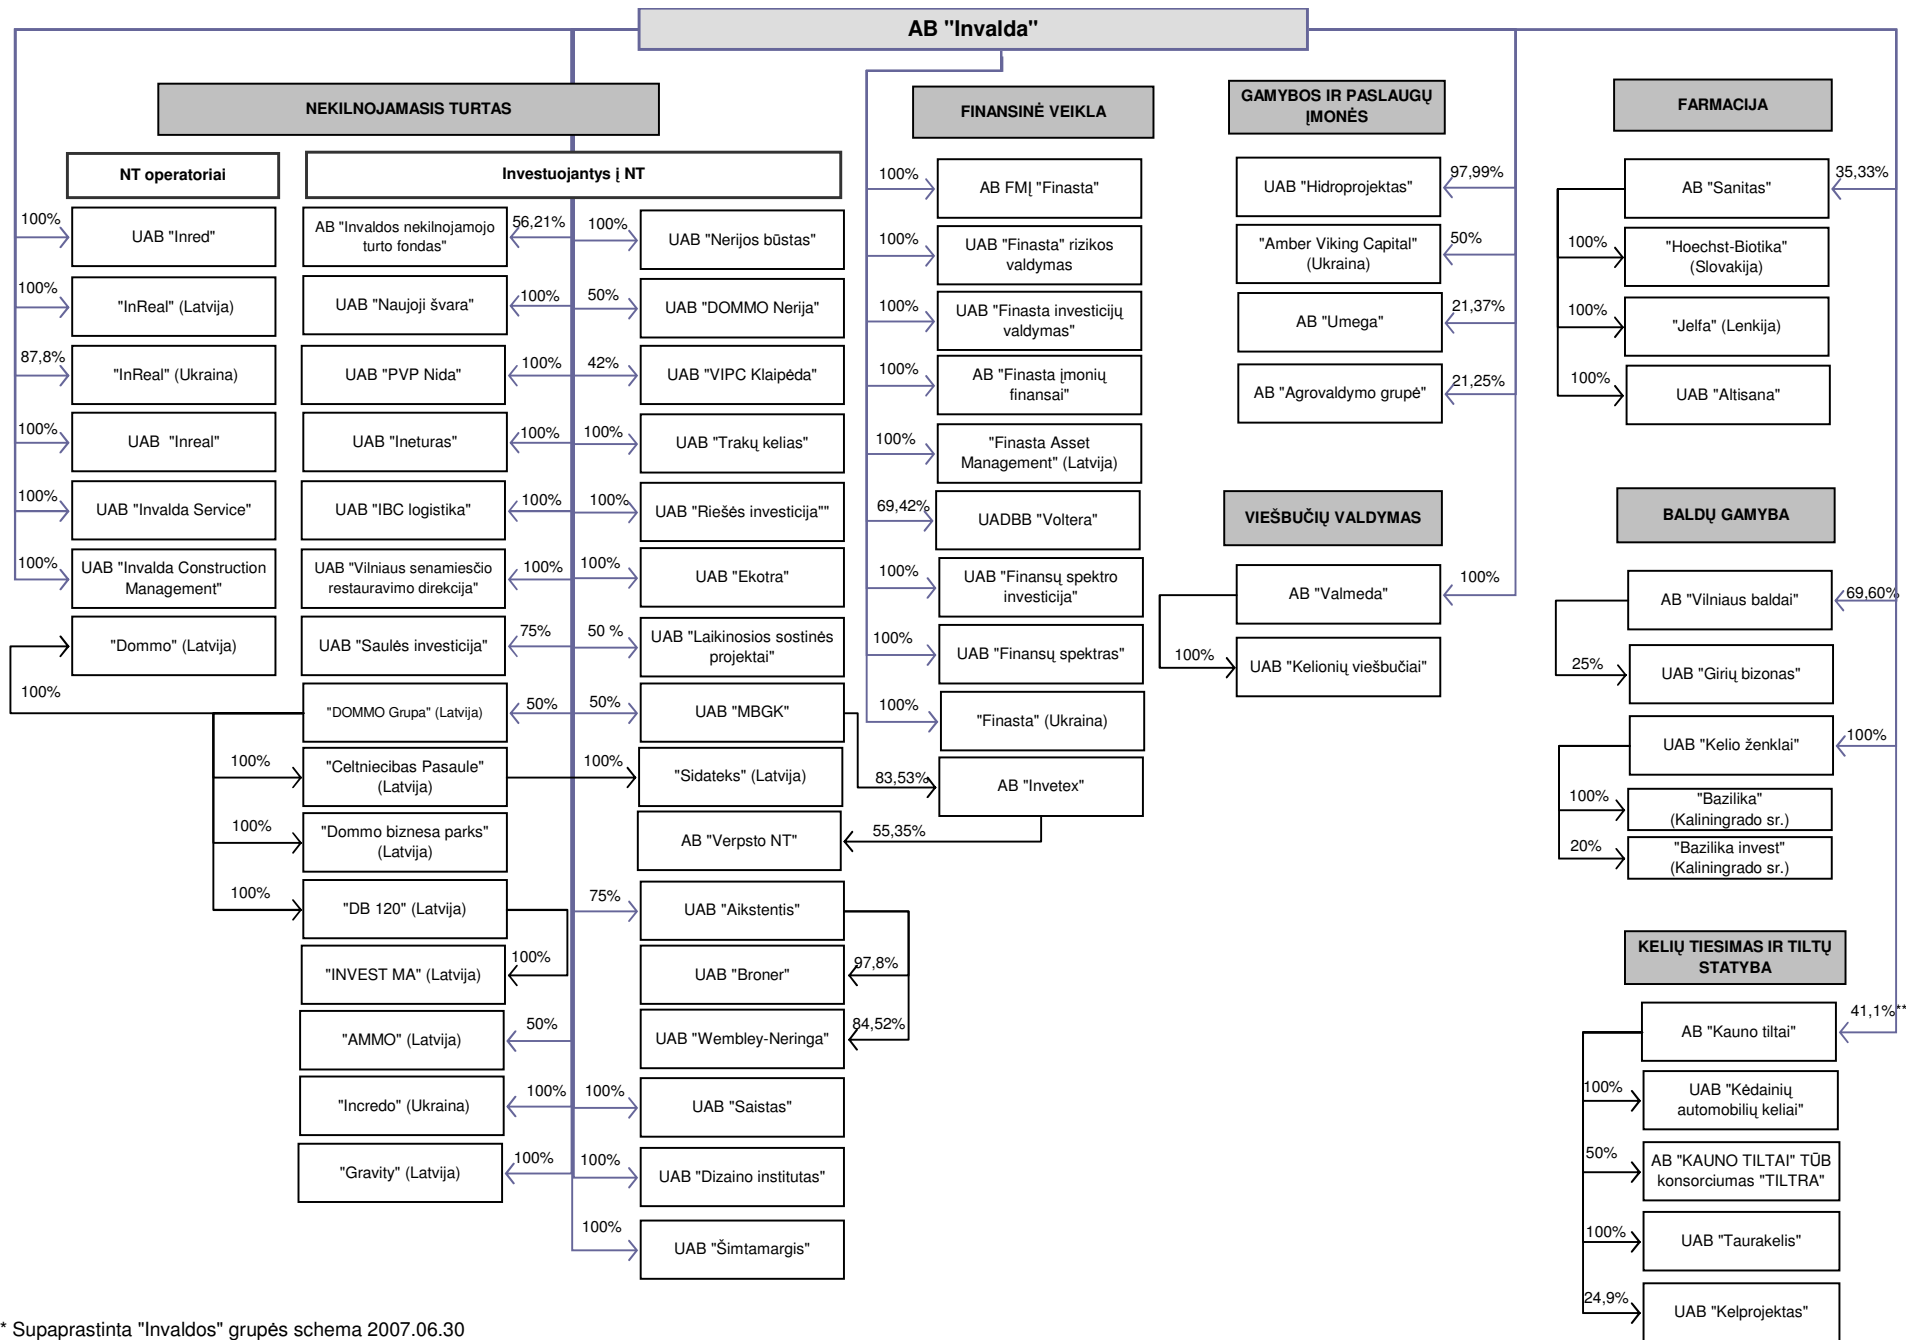 AB "Invalda"
NEKILNOJAMASIS TURTAS
NT operatoriai
100%
UAB "Inred"
100%
"InReal" (Latvija)
87,8%
"InReal" (Ukraina)
100%
UAB "Inreal"
100%
UAB "Invalda Service"
100%
UAB "Invalda Construction
Management"
"Dommo" (Latvija)
100%
Investuojantys į NT
AB "Invaldos nekilnojamojo
turto fondas"
56,21%
UAB "Naujoji švara"
100%
UAB "PVP Nida"
100%
UAB "Ineturas"
100%
UAB "IBC logistika"
100%
UAB "Vilniaus senamiesčio
restauravimo direkcija"
100%
UAB "Saulės investicija"
75%
"DOMMO Grupa" (Latvija)
50%
100%
"Celtniecibas Pasaule"
(Latvija)
100%
"Dommo biznesa parks"
(Latvija)
100%
"DB 120" (Latvija)
"INVEST MA" (Latvija)
100%
"AMMO" (Latvija)
50%
"Incredo" (Ukraina)
100%
"Gravity" (Latvija)
100%
100%
UAB "Nerijos būstas"
50%
UAB "DOMMO Nerija"
42%
UAB "VIPC Klaipėda"
100%
UAB "Trakų kelias"
100%
UAB "Riešės investicija""
100%
UAB "Ekotra"
50 %
UAB "Laikinosios sostinės
projektai"
50%
UAB "MBGK"
100%
"Sidateks" (Latvija)
AB "Verpsto NT"
55,35%
75%
UAB "Aikstentis"
UAB "Broner"
97,8%
UAB "Wembley-Neringa"
84,52%
100%
UAB "Saistas"
100%
UAB "Dizaino institutas"
100%
UAB "Šimtamargis"
FINANSINĖ VEIKLA
100%
AB FMĮ "Finasta"
100%
UAB "Finasta" rizikos
valdymas
100%
UAB "Finasta investicijų
valdymas"
100%
AB "Finasta įmonių
finansai"
100%
"Finasta Asset
Management" (Latvija)
69,42%
UADBB "Voltera"
100%
UAB "Finansų spektro
investicija"
100%
UAB "Finansų spektras"
100%
"Finasta" (Ukraina)
83,53%
AB "Invetex"
GAMYBOS IR PASLAUGŲ
ĮMONĖS
UAB "Hidroprojektas"
97,99%
"Amber Viking Capital"
(Ukraina)
50%
AB "Umega"
21,37%
AB "Agrovaldymo grupė"
21,25%
VIEŠBUČIŲ VALDYMAS
AB "Valmeda"
100%
100%
UAB "Kelionių viešbučiai"
FARMACIJA
AB "Sanitas"
35,33%
100%
"Hoechst-Biotika"
(Slovakija)
100%
"Jelfa" (Lenkija)
100%
UAB "Altisana"
BALDŲ GAMYBA
AB "Vilniaus baldai"
69,60%
25%
UAB "Girių bizonas"
UAB "Kelio ženklai"
100%
100%
"Bazilika"
(Kaliningrado sr.)
20%
"Bazilika invest"
(Kaliningrado sr.)
KELIŲ TIESIMAS IR TILTŲ
STATYBA
AB "Kauno tiltai"
41,1%**
100%
UAB "Kėdainių
automobilių keliai"
50%
AB "KAUNO TILTAI" TŪB
konsorciumas "TILTRA"
100%
UAB "Taurakelis"
24,9%
UAB "Kelprojektas"
* Supaprastinta "Invaldos" grupės schema 2007.06.30